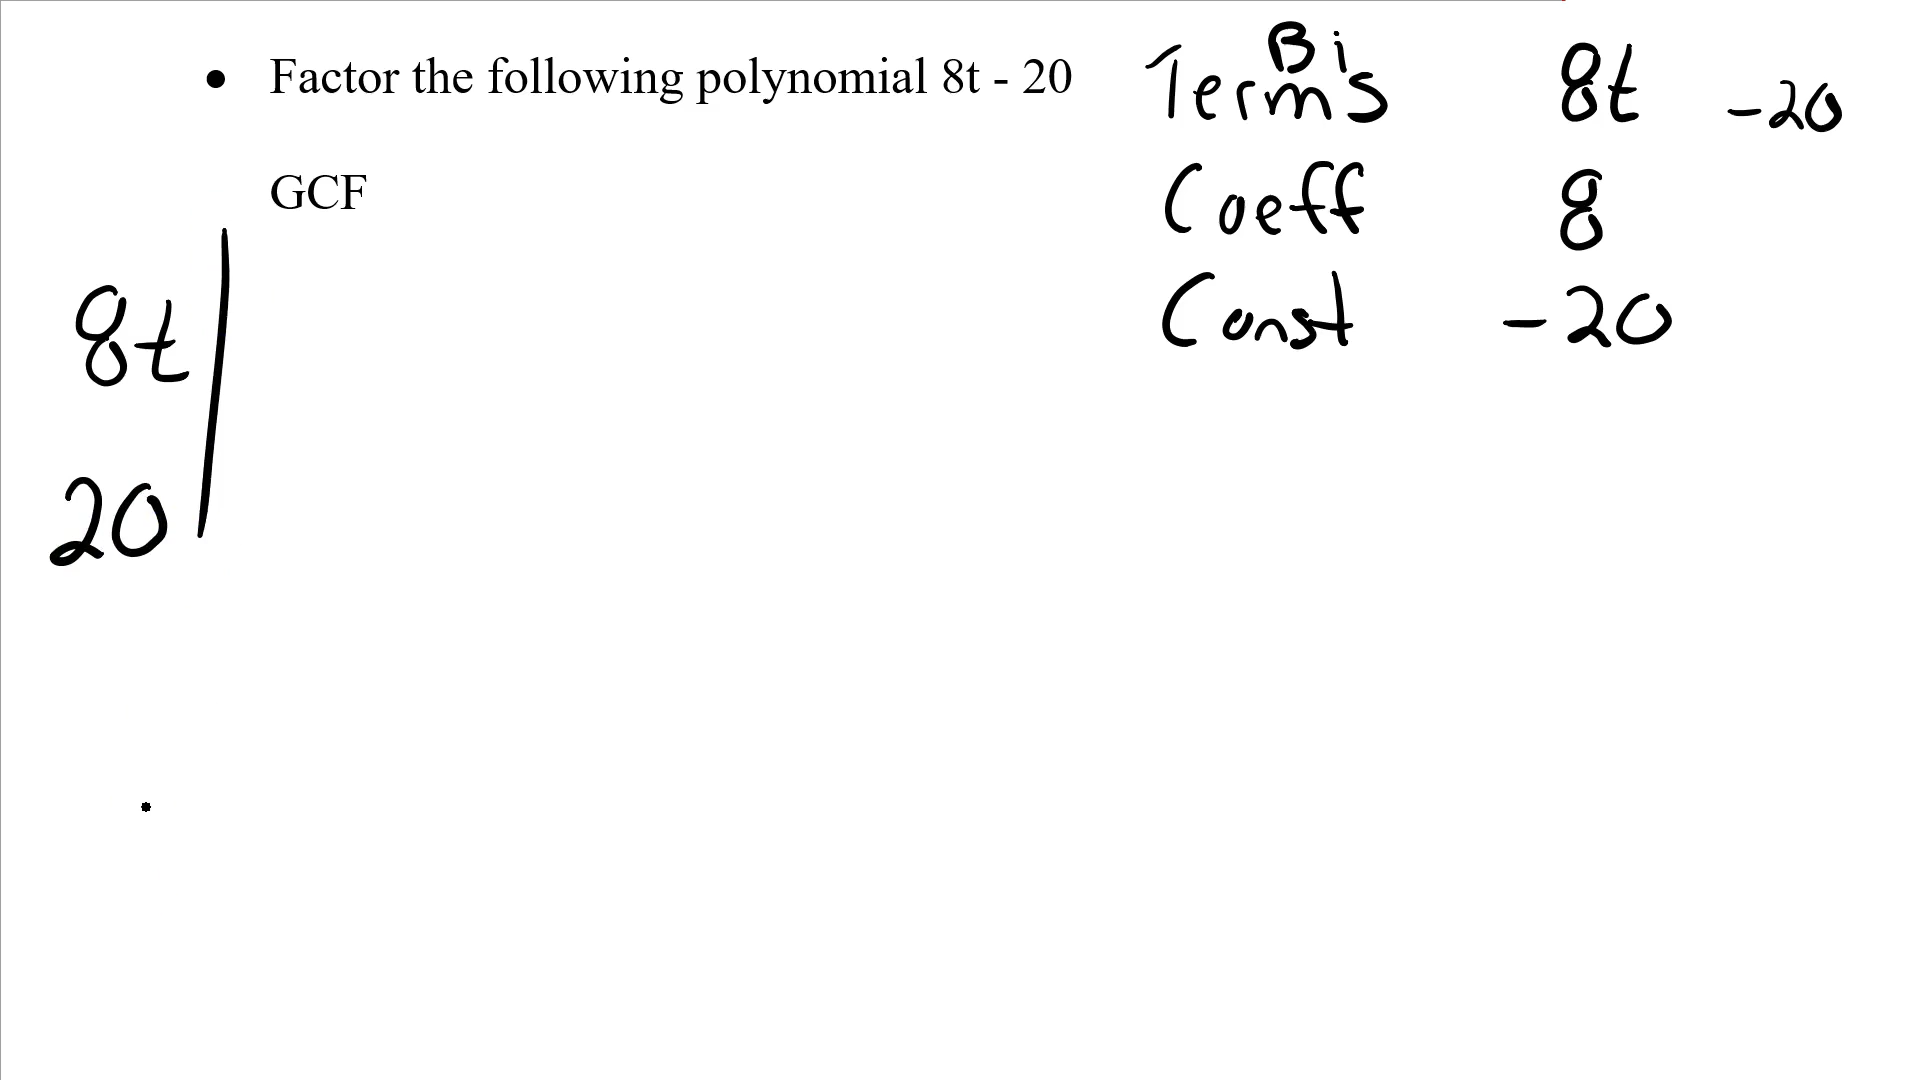 • Factor the following polynomial 8t - 20
GCF
Bi
Terms 8t -20
Coeff 8
Const -20
8t
20